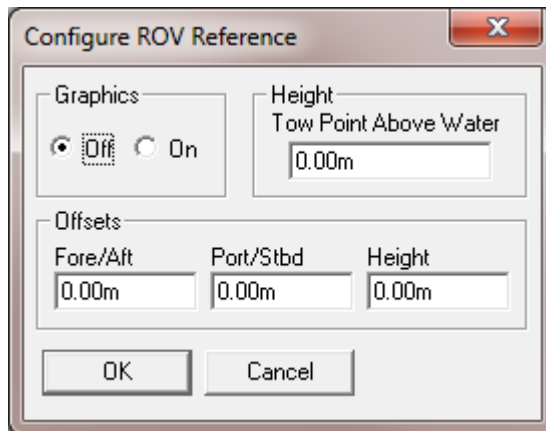 Configure ROV Reference
Graphics
Off On
Height
Tow Point Above Water
0.00m
Offsets
Fore/Aft Port/Stbd Height
0.00m 0.00m 0.00m
OK Cancel